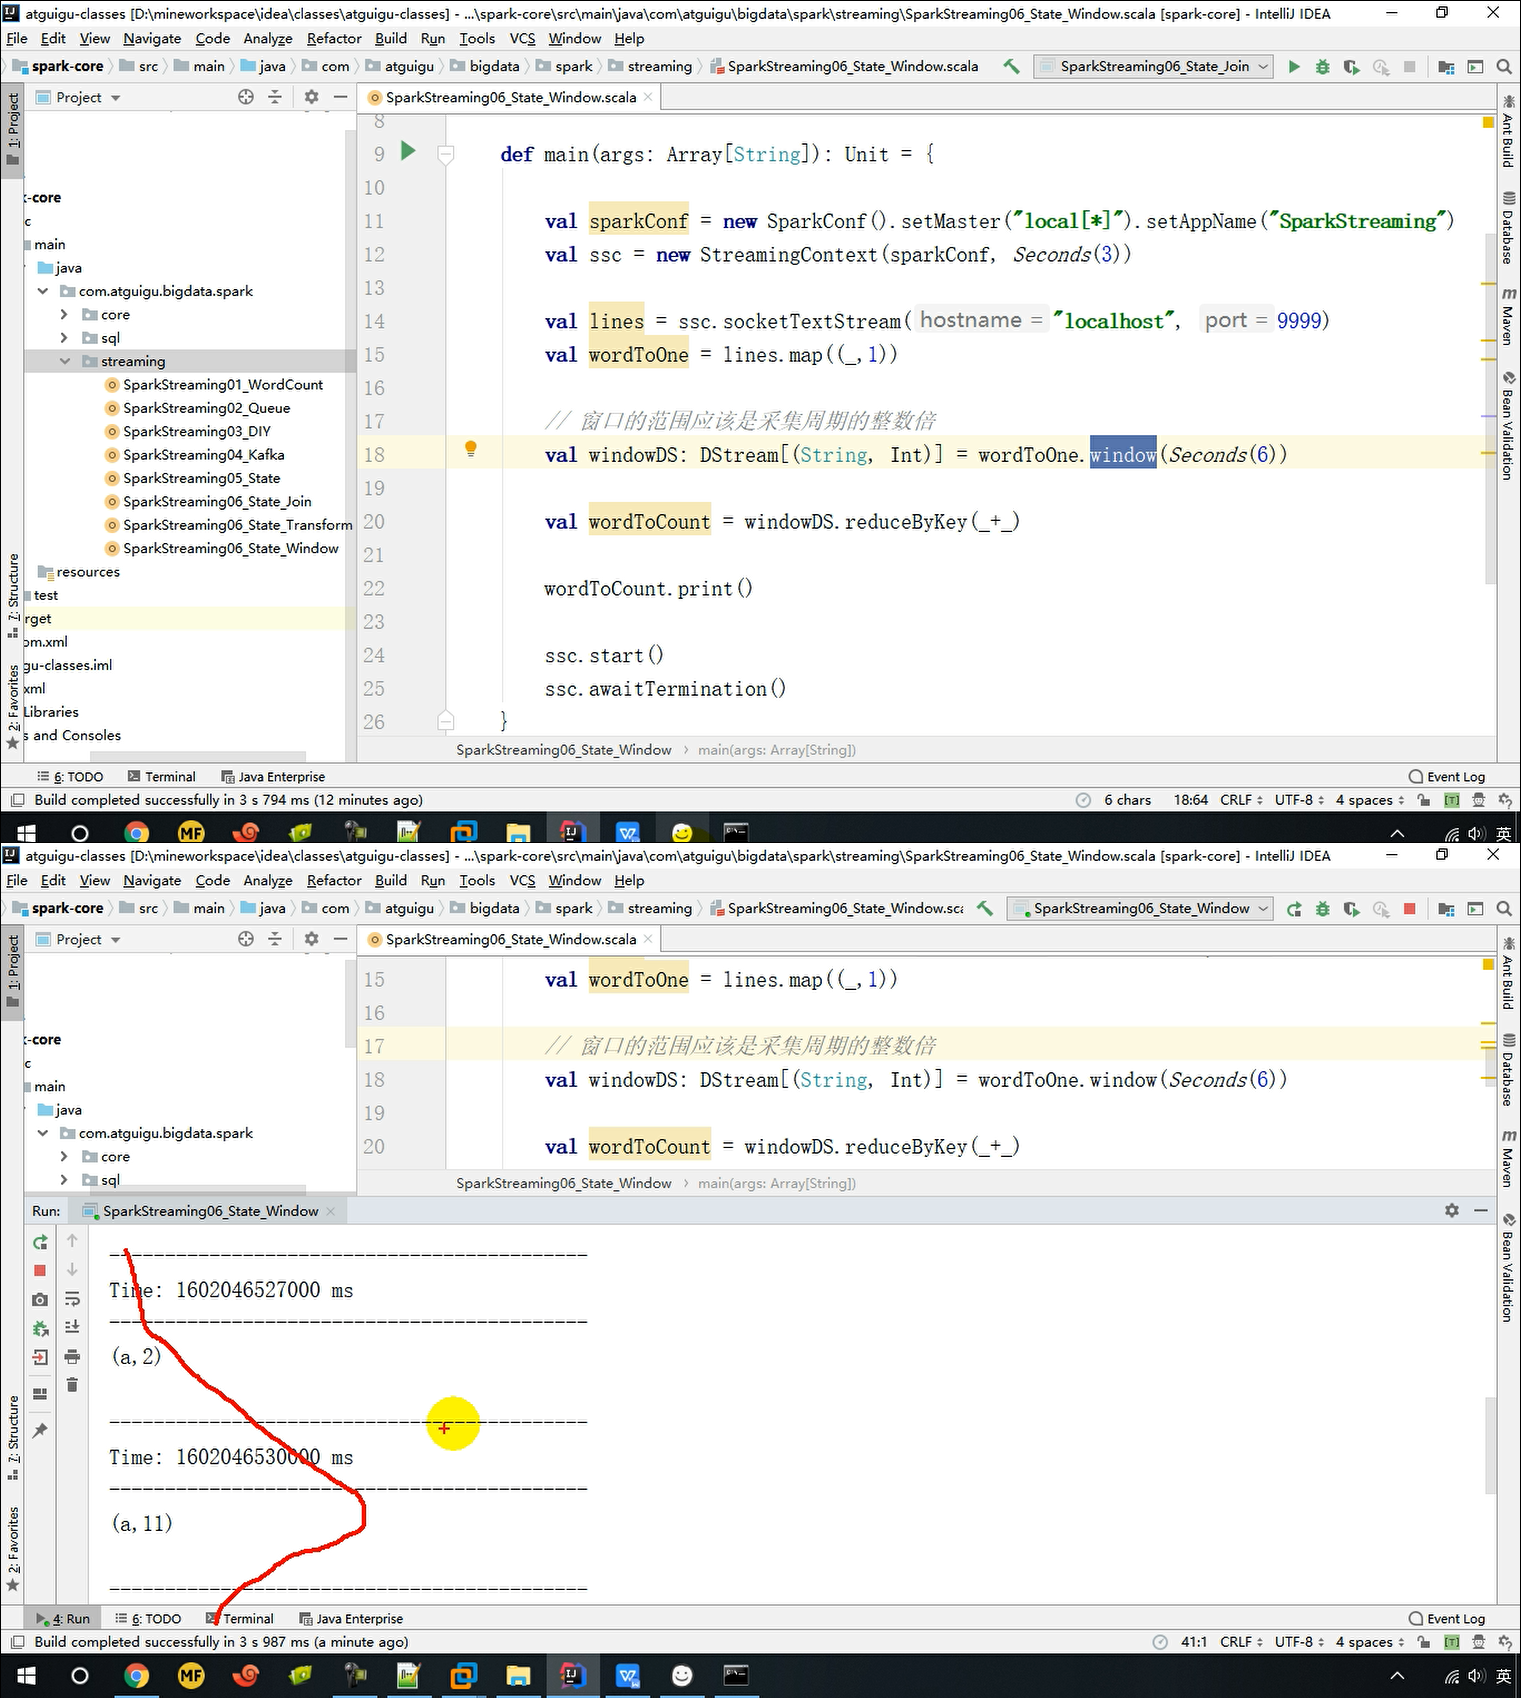 atguigu-classes [D:\mineworkspace\idea\classes\atguigu-classes] - ...\spark-core\src\main\java\com\atguigu\bigdata\spark\streaming\SparkStreaming06_State_Window.scala [spark-core] - IntelliJ IDEA
File Edit View Navigate Code Analyze Refactor Build Run Tools VCS Window Help
spark-core src main java com atguigu bigdata spark streaming SparkStreaming06_State_Window.scala SparkStreaming06_State_Join
Project SparkStreaming06_State_Window.scala
1: Project
7: Structure
2: Favorites
k-core
c
main
java
com.atguigu.bigdata.spark
core
sql
streaming
SparkStreaming01_WordCount
SparkStreaming02_Queue
SparkStreaming03_DIY
SparkStreaming04_Kafka
SparkStreaming05_State
SparkStreaming06_State_Join
SparkStreaming06_State_Transform
SparkStreaming06_State_Window
resources
test
rget
om.xml
gu-classes.iml
xml
Libraries
s and Consoles
8
9 def main(args: Array[String]): Unit = {
10
11 val sparkConf = new SparkConf().setMaster("local[*]").setAppName("SparkStreaming")
12 val ssc = new StreamingContext(sparkConf, Seconds(3))
13
14 val lines = ssc.socketTextStream( hostname = "localhost", port = 9999)
15 val wordToOne = lines.map((_,1))
16
17 // 窗口的范围应该是采集周期的整数倍
18 val windowDS: DStream[(String, Int)] = wordToOne.window(Seconds(6))
19
20 val wordToCount = windowDS.reduceByKey(_+_)
21
22 wordToCount.print()
23
24 ssc.start()
25 ssc.awaitTermination()
26 }
SparkStreaming06_State_Window main(args: Array[String])
Ant Build
Database
Maven
Bean Validation
6: TODO Terminal Java Enterprise Event Log
Build completed successfully in 3 s 794 ms (12 minutes ago) 6 chars 18:64 CRLF UTF-8 4 spaces
MF 英
atguigu-classes [D:\mineworkspace\idea\classes\atguigu-classes] - ...\spark-core\src\main\java\com\atguigu\bigdata\spark\streaming\SparkStreaming06_State_Window.scala [spark-core] - IntelliJ IDEA
File Edit View Navigate Code Analyze Refactor Build Run Tools VCS Window Help
spark-core src main java com atguigu bigdata spark streaming SparkStreaming06_State_Window.sca SparkStreaming06_State_Window
Project SparkStreaming06_State_Window.scala
1: Project
7: Structure
2: Favorites
k-core
c
main
java
com.atguigu.bigdata.spark
core
sql
15 val wordToOne = lines.map((_,1))
16
17 // 窗口的范围应该是采集周期的整数倍
18 val windowDS: DStream[(String, Int)] = wordToOne.window(Seconds(6))
19
20 val wordToCount = windowDS.reduceByKey(_+_)
SparkStreaming06_State_Window main(args: Array[String])
Ant Build
Database
Maven
Bean Validation
Run: SparkStreaming06_State_Window
-------------------------------------------
Time: 1602046527000 ms
-------------------------------------------
(a,2)
-------------------------------------------
Time: 1602046530000 ms
-------------------------------------------
(a,11)
-------------------------------------------
4: Run 6: TODO Terminal Java Enterprise Event Log
Build completed successfully in 3 s 987 ms (a minute ago) 41:1 CRLF UTF-8 4 spaces
MF 英